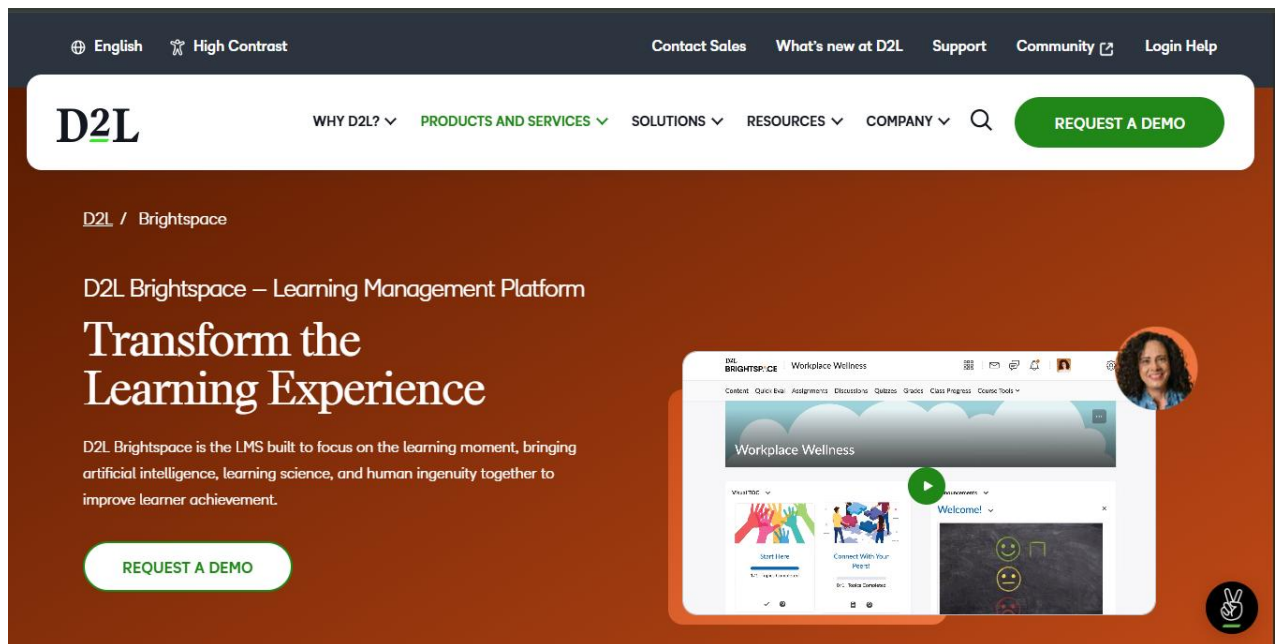 English High Contrast Contact Sales What's new at D2L Support Community Login Help
D2L WHY D2L? PRODUCTS AND SERVICES SOLUTIONS RESOURCES COMPANY REQUEST A DEMO
D2L / Brightspace
D2L Brightspace – Learning Management Platform
Transform the
Learning Experience
D2L Brightspace is the LMS built to focus on the learning moment, bringing
artificial intelligence, learning science, and human ingenuity together to
improve learner achievement.
REQUEST A DEMO
D2L
BRIGHTSPACE Workplace Wellness
Content Quick Eval Assignments Discussions Quizzes Grades Class Progress Course Tools
Workplace Wellness
Visual TOC
Welcome!
Start Here
Connect With Your
Peers!